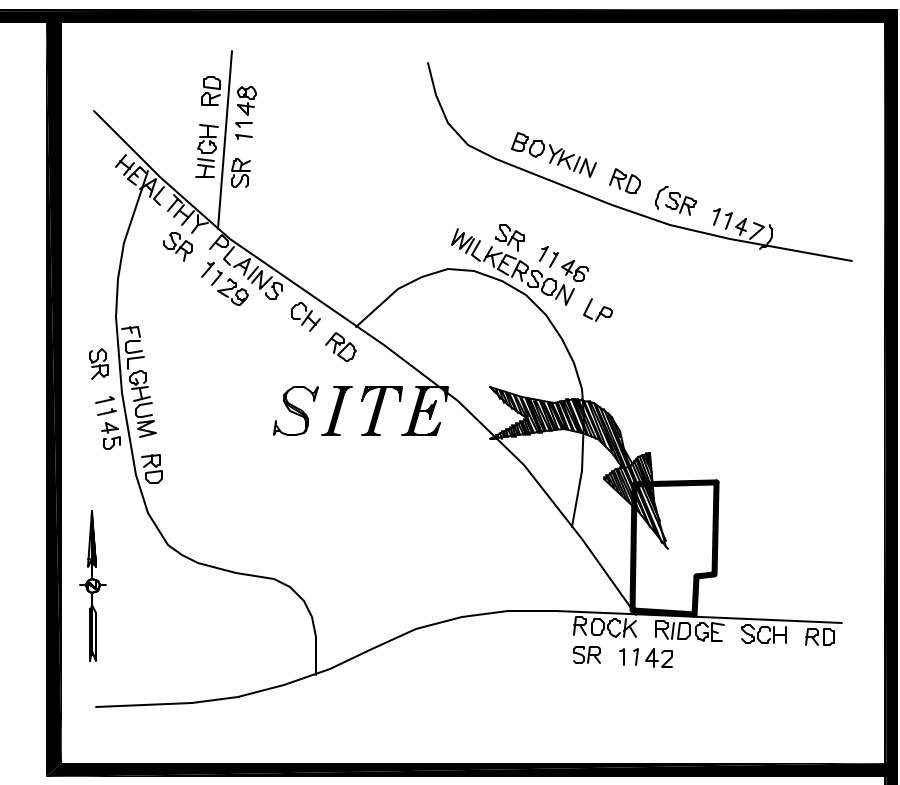 HIGH RD
SR 1148
BOYKIN RD (SR 1147)
HEALTHY PLAINS CH RD
SR 1129
SR 1146
WILKERSON LP
FULGHUM RD
SR 1145
SITE
N
ROCK RIDGE SCH RD
SR 1142